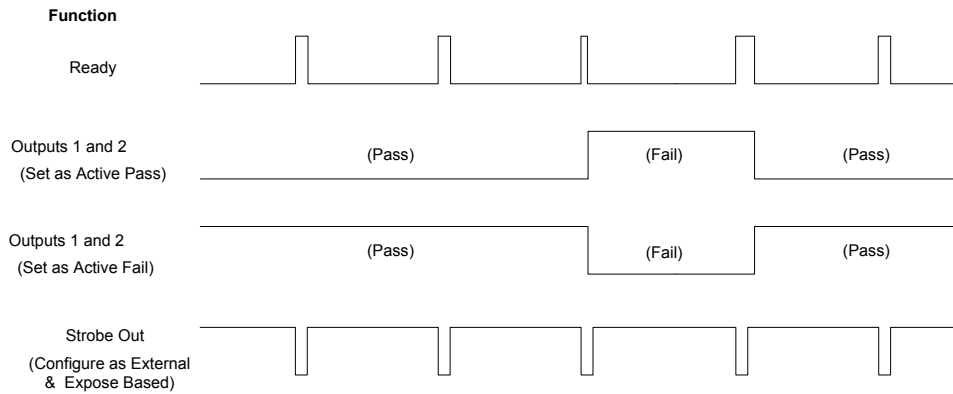 Function
Ready
Outputs 1 and 2
(Set as Active Pass)
(Pass)
(Fail)
(Pass)
Outputs 1 and 2
(Set as Active Fail)
(Pass)
(Fail)
(Pass)
Strobe Out
(Configure as External
& Expose Based)